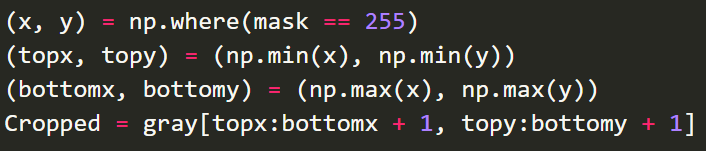 (x, y) = np.where(mask == 255)
(topx, topy) = (np.min(x), np.min(y))
(bottomx, bottomy) = (np.max(x), np.max(y))
Cropped = gray[topx:bottomx + 1, topy:bottomy + 1]